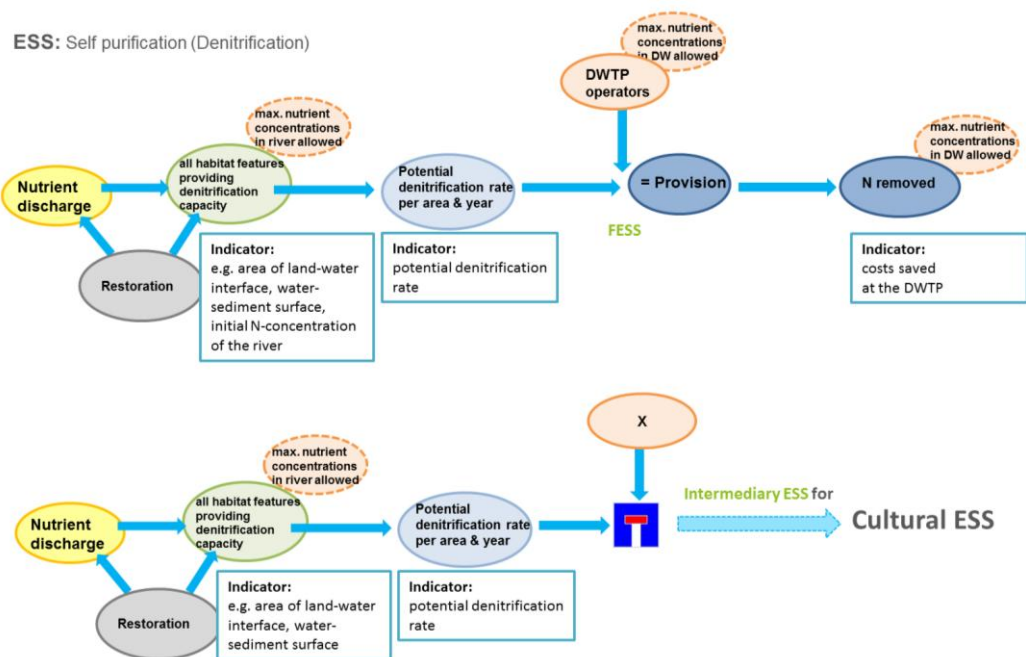 ESS: Self purification (Denitrification)
max. nutrient
concentrations
in DW allowed
DWTP
operators
max. nutrient
concentrations
in river allowed
max. nutrient
concentrations
in DW allowed
Nutrient
discharge
all habitat features
providing
denitrification
capacity
Potential
denitrification rate
per area & year
= Provision
N removed
FESS
Restoration
Indicator:
e.g. area of land-water
interface, water-
sediment surface,
initial N-concentration
of the river
Indicator:
potential denitrification
rate
Indicator:
costs saved
at the DWTP
X
max. nutrient
concentrations
in river allowed
Nutrient
discharge
all habitat features
providing
denitrification
capacity
Potential
denitrification rate
per area & year
Intermediary ESS for
Cultural ESS
Restoration
Indicator:
e.g. area of land-water
interface, water-
sediment surface
Indicator:
potential denitrification
rate